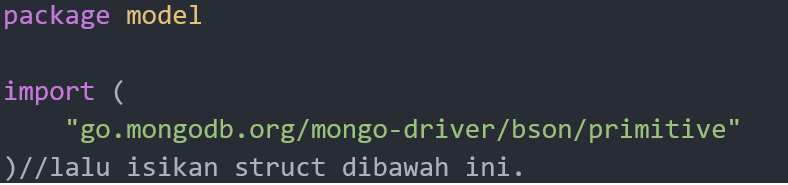 package model
import (
"go.mongodb.org/mongo-driver/bson/primitive"
)//lalu isikan struct dibawah ini.